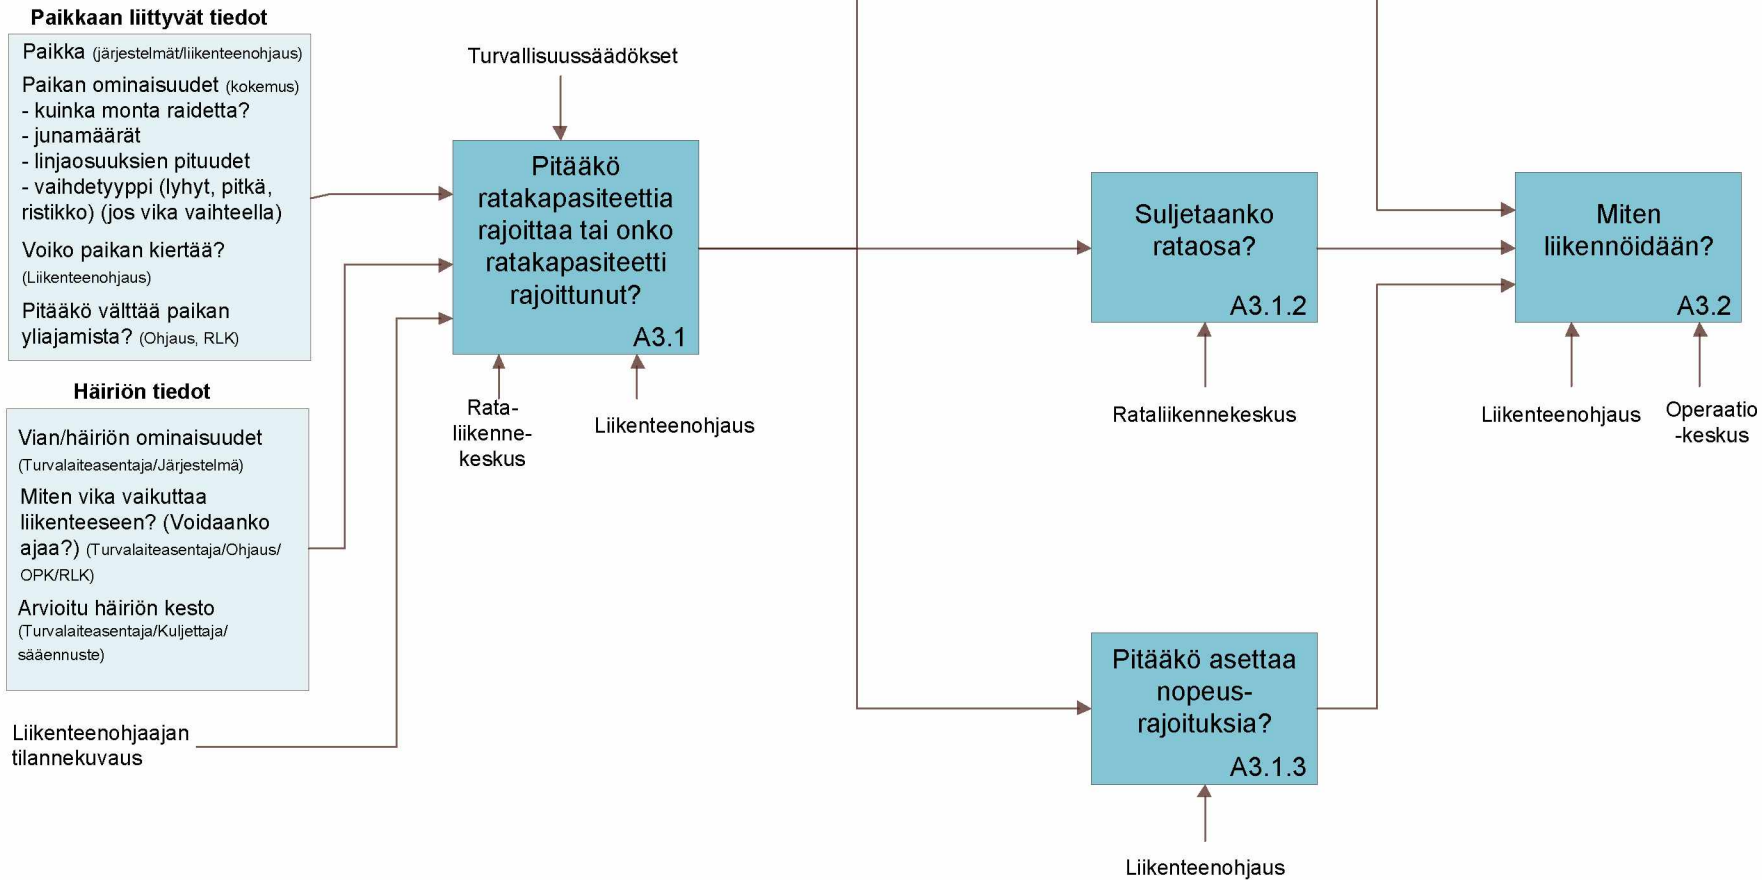 Paikkaan liittyvät tiedot
Paikka (järjestelmät/liikenteenohjaus)
Paikan ominaisuudet (kokemus)
- kuinka monta raidetta?
- junamäärät
- linjaosuuksien pituudet
- vaihdetyyppi (lyhyt, pitkä,
ristikko) (jos vika vaihteella)
Voiko paikan kiertää?
(Liikenteenohjaus)
Pitääkö välttää paikan
yliajamista? (Ohjaus, RLK)
Häiriön tiedot
Vian/häiriön ominaisuudet
(Turvalaiteasentaja/Järjestelmä)
Miten vika vaikuttaa
liikenteeseen? (Voidaanko
ajaa?) (Turvalaiteasentaja/Ohjaus/
OPK/RLK)
Arvioitu häiriön kesto
(Turvalaiteasentaja/Kuljettaja/
sääennuste)
Liikenteenohjaajan
tilannekuvaus
Turvallisuussäädökset
Pitääkö
ratakapasiteettia
rajoittaa tai onko
ratakapasiteetti
rajoittunut?
A3.1
Rata-
liikenne-
keskus
Liikenteenohjaus
Suljetaanko
rataosa?
A3.1.2
Rataliikennekeskus
Pitääkö asettaa
nopeus-
rajoituksia?
A3.1.3
Liikenteenohjaus
Miten
liikennöidään?
A3.2
Liikenteenohjaus
Operaatio
-keskus